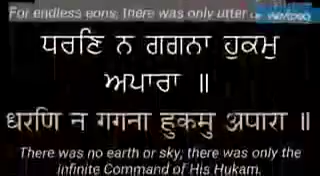 For endless eons, there was only utter
ਧਰਣਿ ਨ ਗਗਨਾ ਹੁਕਮੁ
ਅਪਾਰਾ ॥
धरणि न गगना हुकमु अपारा ॥
There was no earth or sky; there was only the
infinite Command of His Hukam.